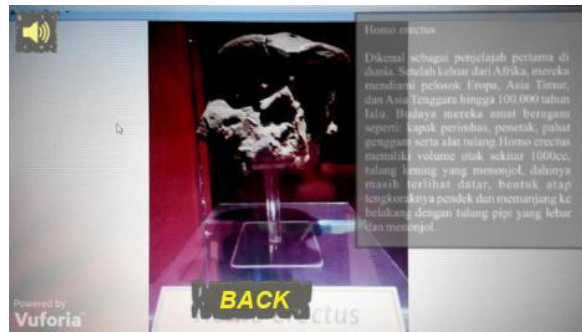 Homo erectus
Dikenal sebagai penjelajah pertama di
dunia. Setelah keluar dari Afrika, mereka
mendiami pelosok Eropa, Asia Timur,
dan Asia Tenggara hingga 100.000 tahun
lalu. Budaya mereka amat beragam
seperti: kapak perimbas, penetak, pahat
genggam serta alat tulang.Homo erectus
memiliki volume otak sekitar 1000cc,
tulang kening yang menonjol, dahinya
masih terlihat datar, bentuk atap
tengkoraknya pendek dan memanjang ke
belakang dengan tulang pipi yang lebar
dan menonjol.
BACK
erectus
Powered by
Vuforia